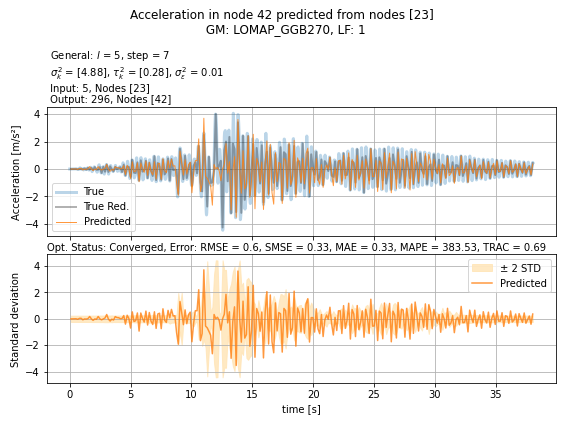 Acceleration in node 42 predicted from nodes [23]
GM: LOMAP_GGB270, LF: 1
General: l = 5, step = 7
σ²ₖ = [4.88], τ²ₖ = [0.28], σ²ε = 0.01
Input: 5, Nodes [23]
Output: 296, Nodes [42]
4
2
0
−2
−4
Acceleration [m/s²]
True
True Red.
Predicted
Opt. Status: Converged, Error: RMSE = 0.6, SMSE = 0.33, MAE = 0.33, MAPE = 383.53, TRAC = 0.69
4
2
0
−2
−4
Standard deviation
± 2 STD
Predicted
0 5 10 15 20 25 30 35
time [s]